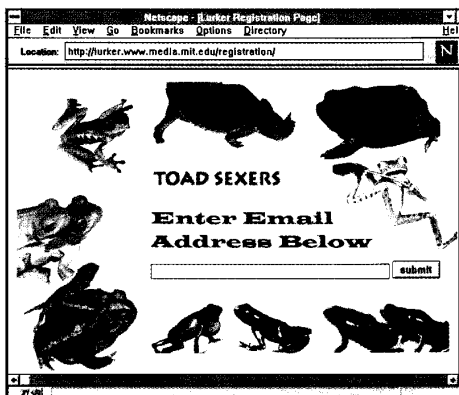 Netscape - [Lurker Registration Page]
File Edit View Go Bookmarks Options Directory Hel
Location: http://lurker.www.media.mit.edu/registration/
N
TOAD SEXERS
Enter Email
Address Below
submit